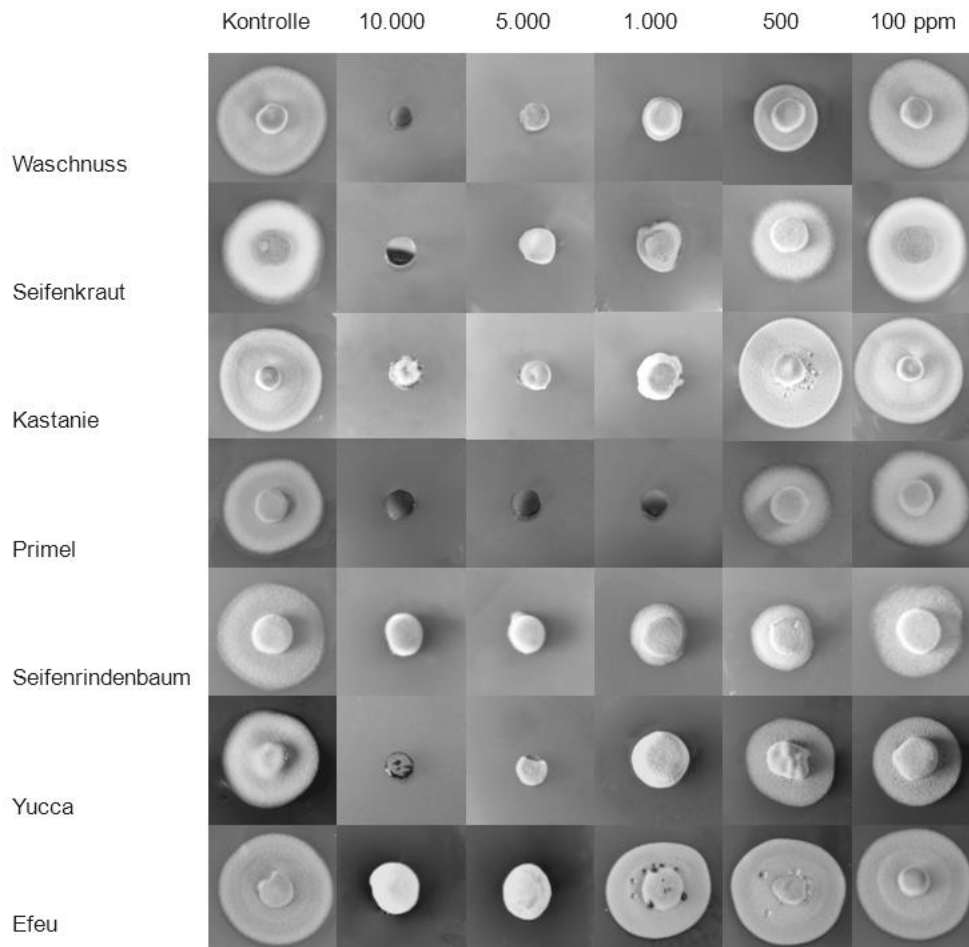 Kontrolle 10.000 5.000 1.000 500 100 ppm
Waschnuss
Seifenkraut
Kastanie
Primel
Seifenrindenbaum
Yucca
Efeu